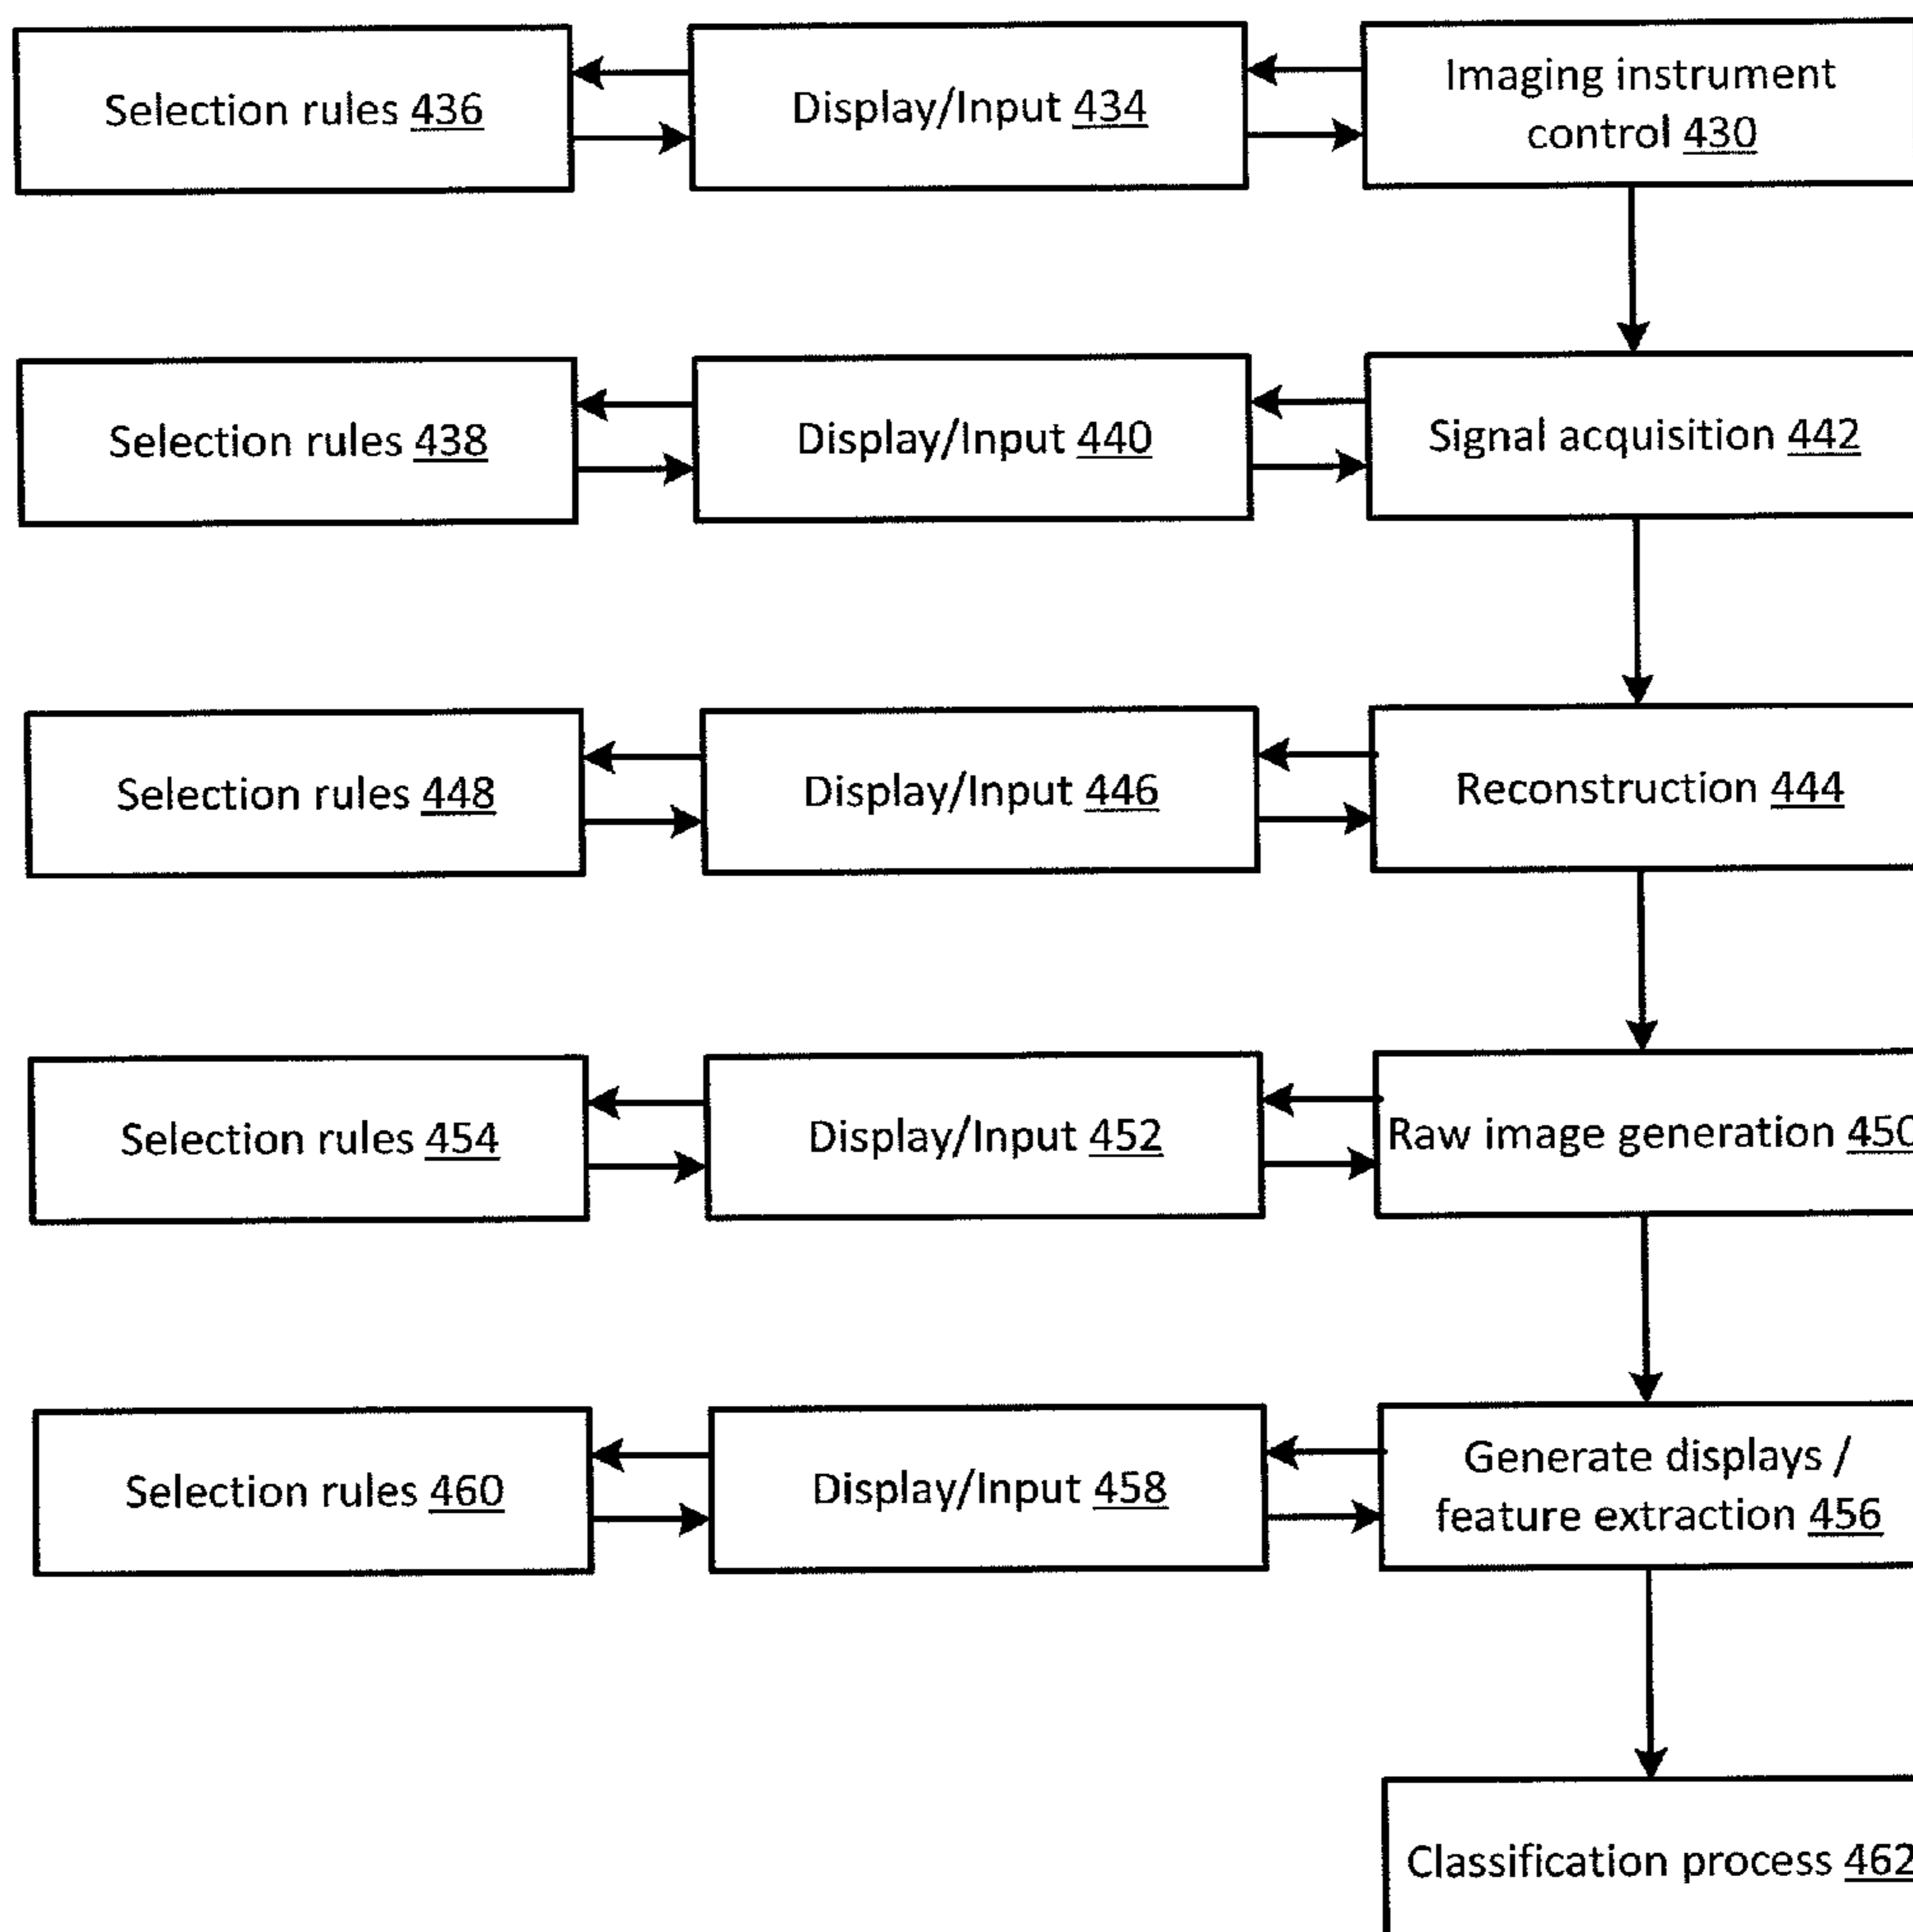 Selection rules 436
Display/Input 434
Imaging instrument
control 430
Selection rules 438
Display/Input 440
Signal acquisition 442
Selection rules 448
Display/Input 446
Reconstruction 444
Selection rules 454
Display/Input 452
Raw image generation 450
Selection rules 460
Display/Input 458
Generate displays /
feature extraction 456
Classification process 462